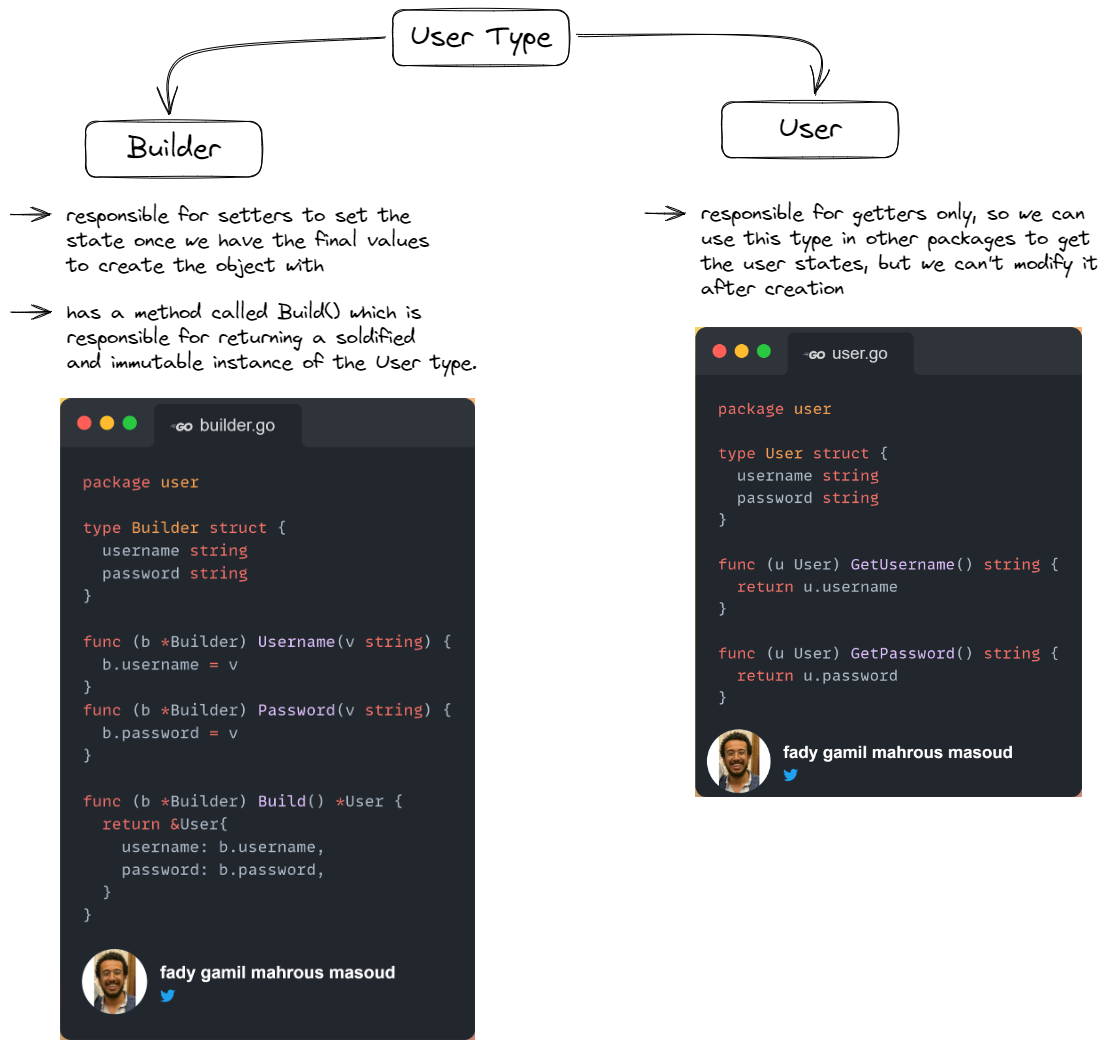 User Type
Builder
responsible for setters to set the
state once we have the final values
to create the object with
has a method called Build() which is
responsible for returning a soldified
and immutable instance of the User type.
GO builder.go
package user
type Builder struct {
  username string
  password string
}
func (b *Builder) Username(v string) {
  b.username = v
}
func (b *Builder) Password(v string) {
  b.password = v
}
func (b *Builder) Build() *User {
  return &User{
    username: b.username,
    password: b.password,
  }
}
fady gamil mahrous masoud
User
responsible for getters only, so we can
use this type in other packages to get
the user states, but we can't modify it
after creation
GO user.go
package user
type User struct {
  username string
  password string
}
func (u User) GetUsername() string {
  return u.username
}
func (u User) GetPassword() string {
  return u.password
}
fady gamil mahrous masoud